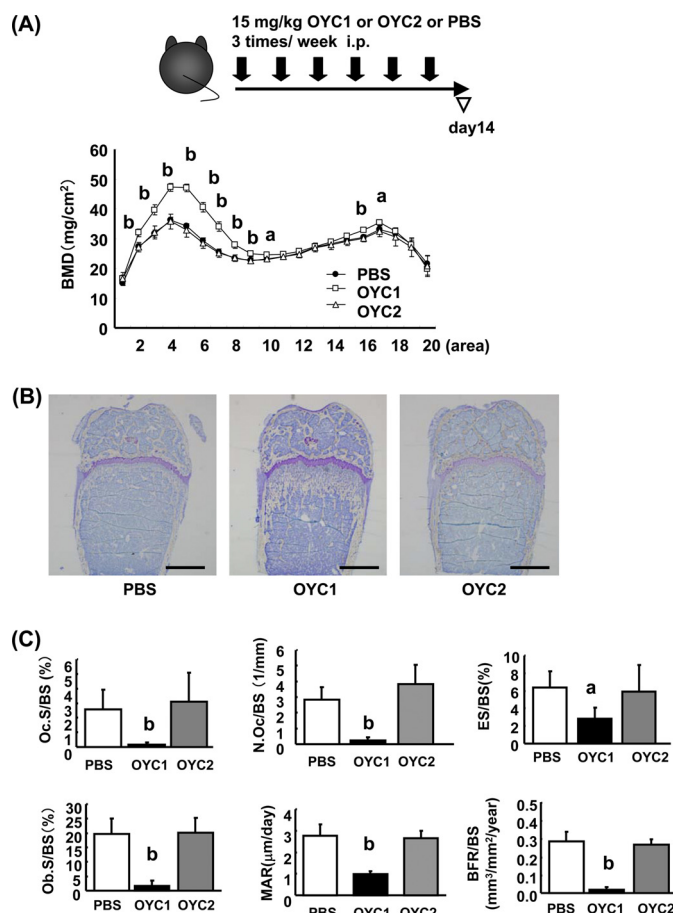 (A)
15 mg/kg OYC1 or OYC2 or PBS
3 times/ week i.p.
day14
BMD(mg/cm²)
60
50
40
30
20
10
0
b b b b b b b b b a b a
PBS
OYC1
OYC2
2 4 6 8 10 12 14 16 18 20 (area)
(B)
PBS OYC1 OYC2
(C)
Oc.S/BS (%)
6
5
4
3
2
1
0
b
PBS OYC1 OYC2
N.Oc/BS (1/mm)
6
5
4
3
2
1
0
b
PBS OYC1 OYC2
ES/BS(%)
10
8
6
4
2
0
a
PBS OYC1 OYC2
Ob.S/BS(%)
30
25
20
15
10
5
0
b
PBS OYC1 OYC2
MAR(μm/day)
4
3
2
1
0
b
PBS OYC1 OYC2
BFR/BS
(mm³/mm²/year)
0.4
0.3
0.2
0.1
0.0
b
PBS OYC1 OYC2